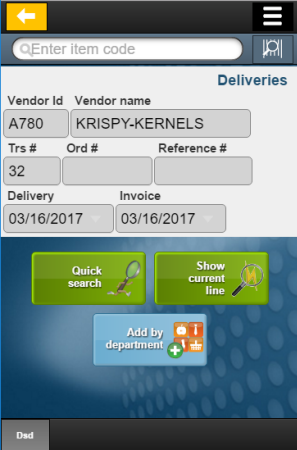 Enter item code
Deliveries
Vendor Id Vendor name
A780 KRISPY-KERNELS
Trs # Ord # Reference #
32
Delivery Invoice
03/16/2017 03/16/2017
Quick
search
Show
current
line
Add by
department
Dsd